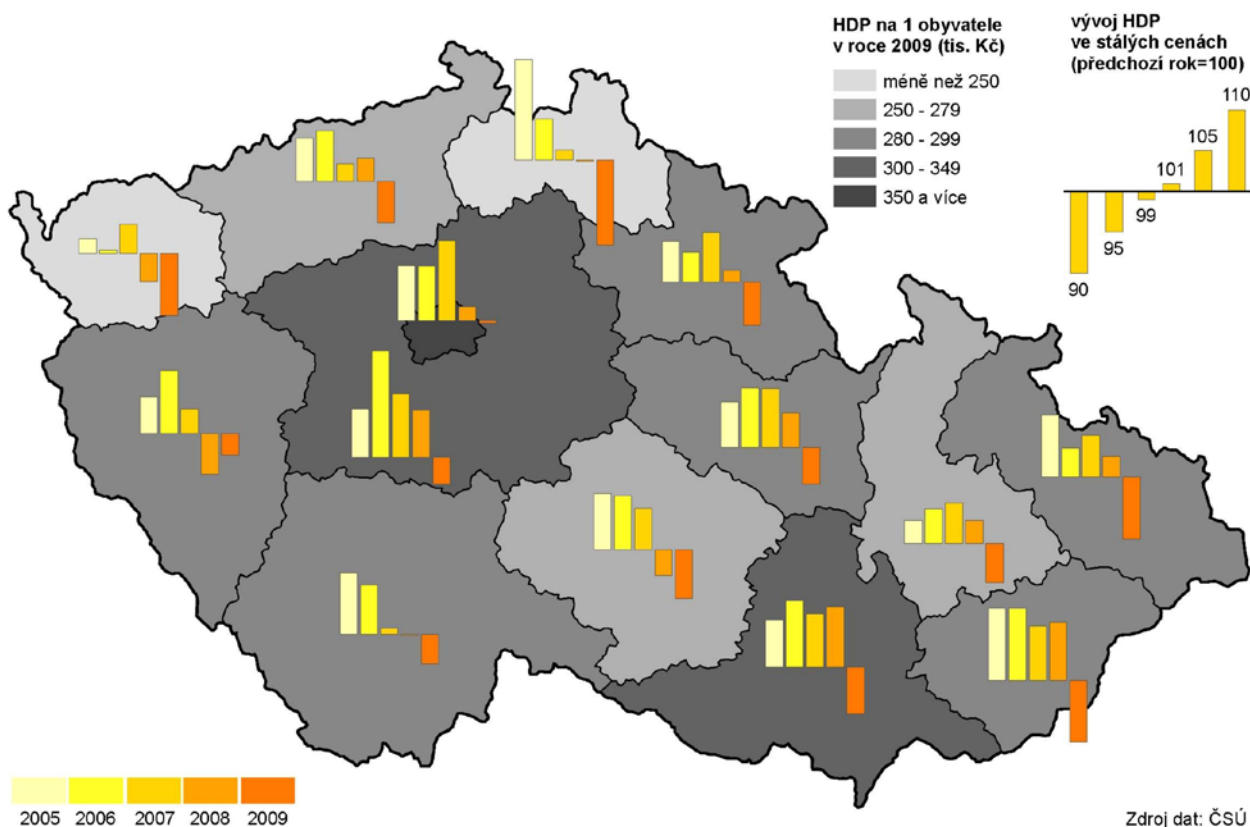 HDP na 1 obyvatele
v roce 2009 (tis. Kč)
méně než 250
250 - 279
280 - 299
300 - 349
350 a více
vývoj HDP
ve stálých cenách
(předchozí rok=100)
110
105
101
99
95
90
2005 2006 2007 2008 2009
Zdroj dat: ČSÚ